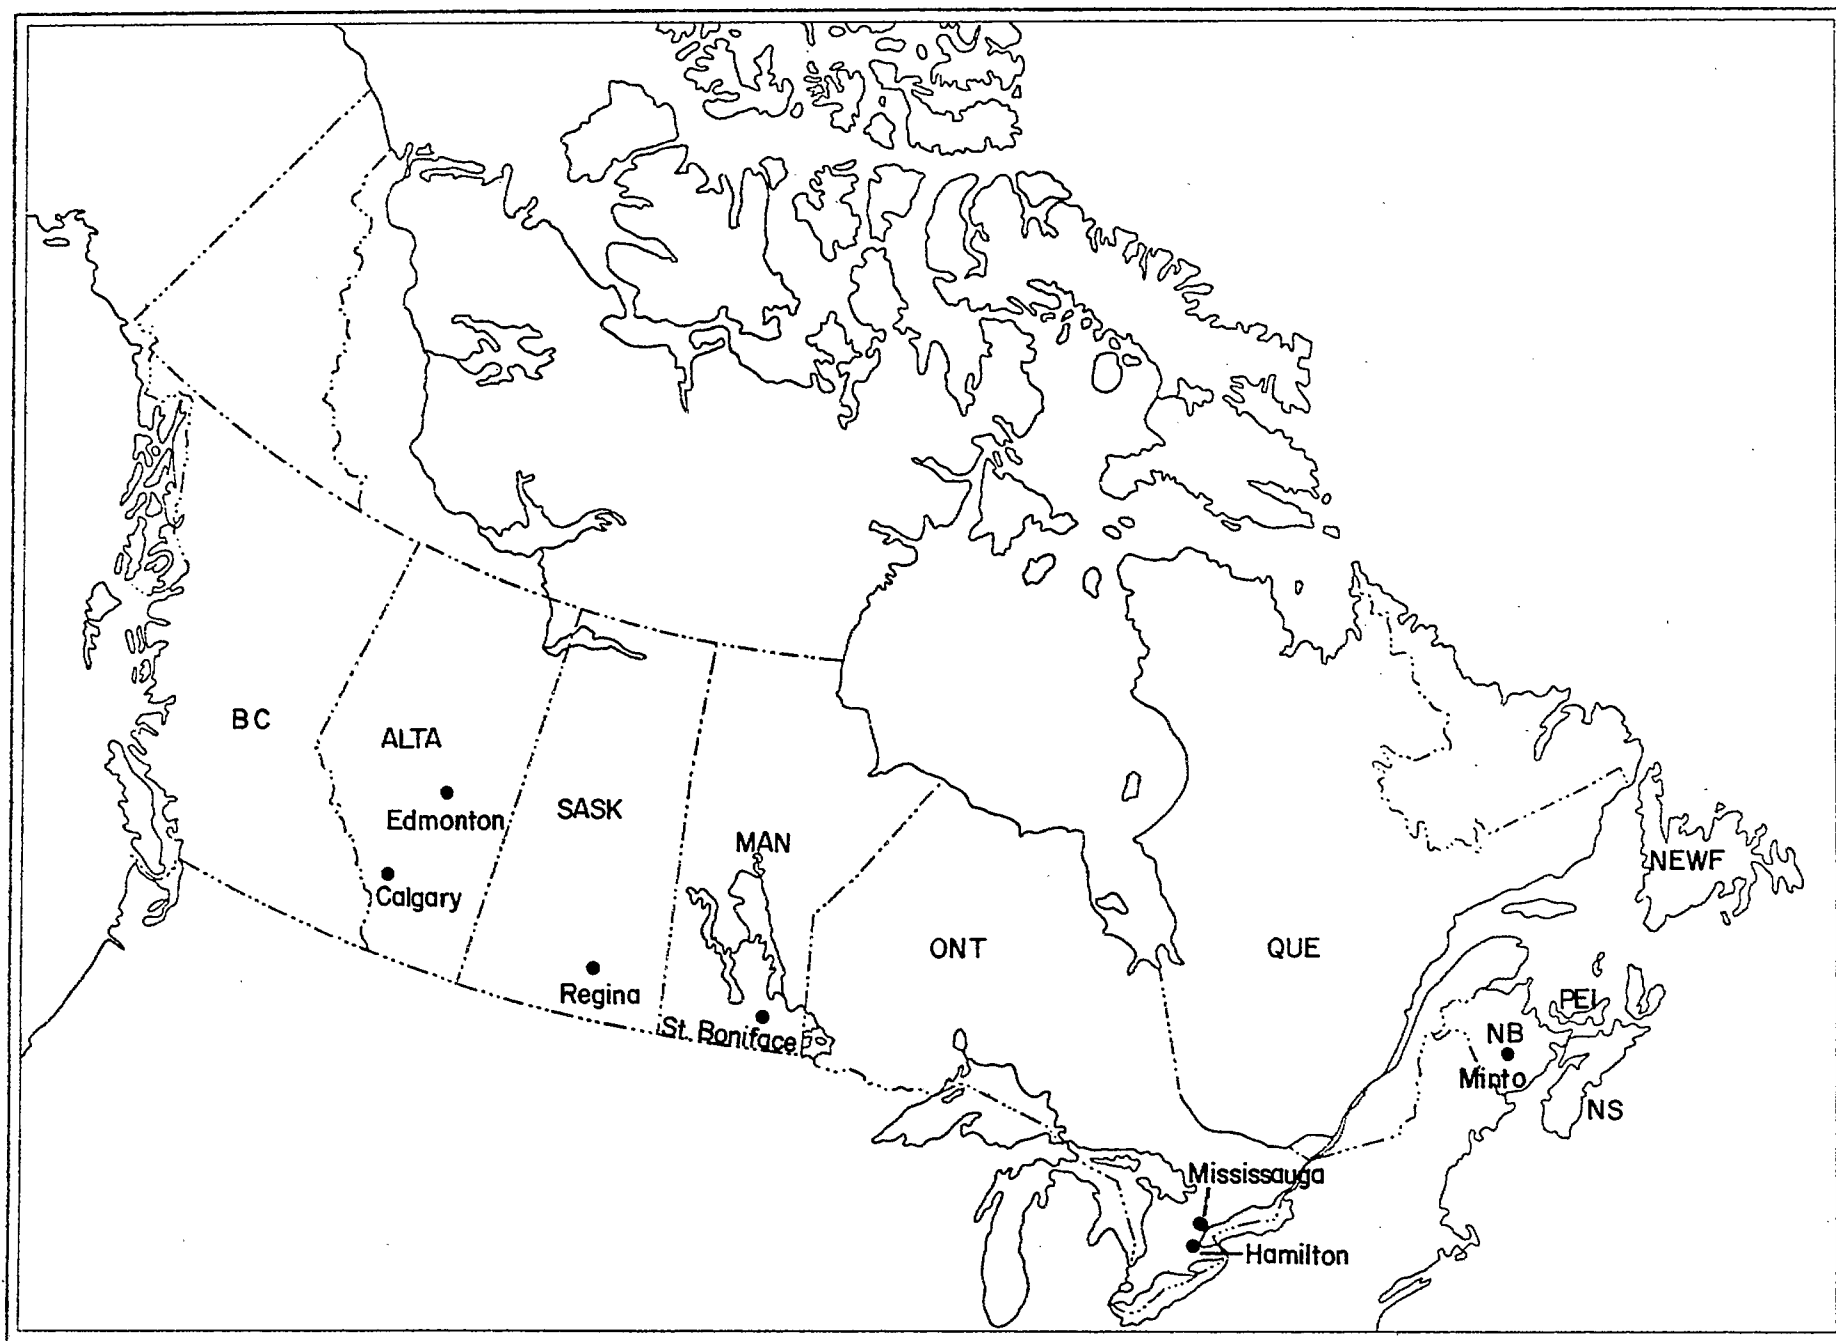 BC
ALTA
Edmonton
Calgary
SASK
Regina
MAN
St. Boniface
ONT
Mississauga
Hamilton
QUE
NEWF
PEI
NB
Minto
NS